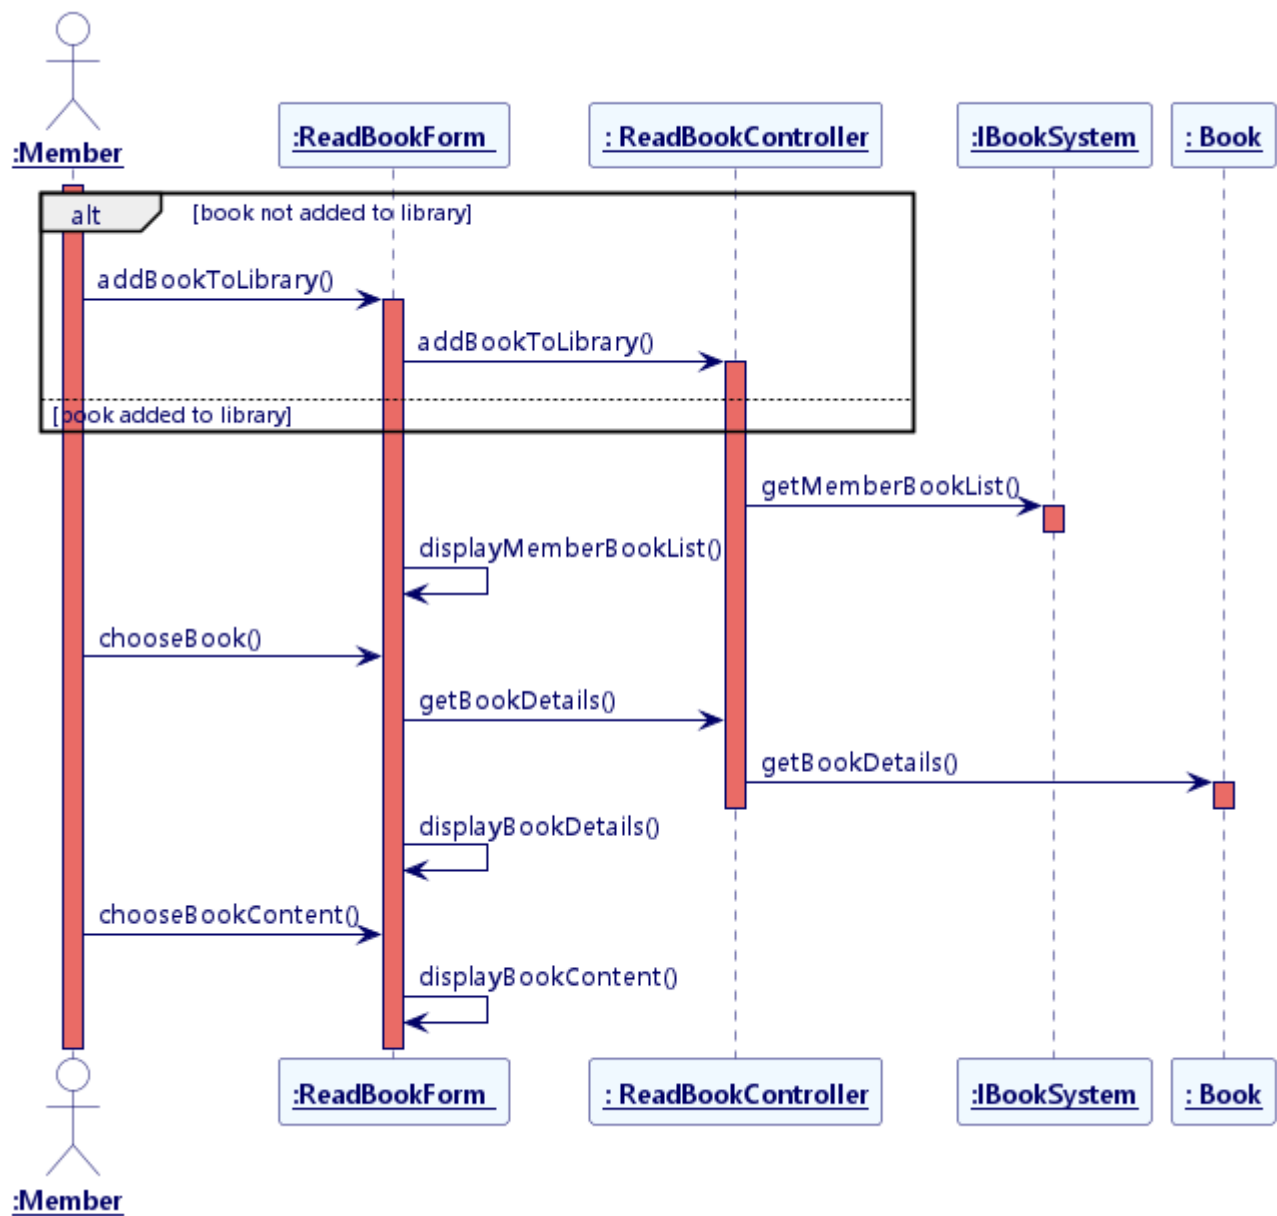 :Member
:ReadBookForm
: ReadBookController
:IBookSystem
: Book
alt
[book not added to library]
addBookToLibrary()
addBookToLibrary()
[book added to library]
getMemberBookList()
displayMemberBookList()
chooseBook()
getBookDetails()
getBookDetails()
displayBookDetails()
chooseBookContent()
displayBookContent()
:ReadBookForm
: ReadBookController
:IBookSystem
: Book
:Member